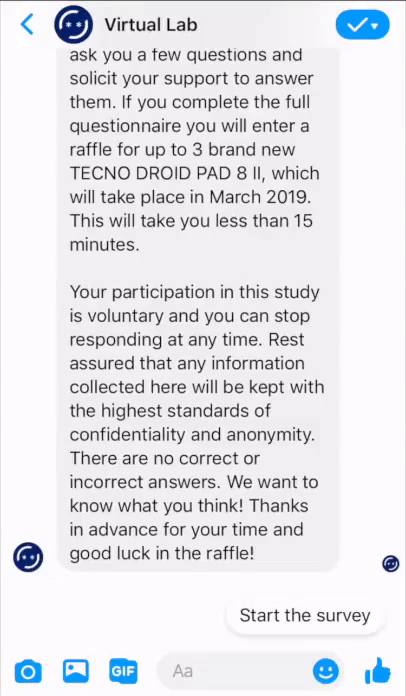 Virtual Lab
ask you a few questions and
solicit your support to answer
them. If you complete the full
questionnaire you will enter a
raffle for up to 3 brand new
TECNO DROID PAD 8 II, which
will take place in March 2019.
This will take you less than 15
minutes.
Your participation in this study
is voluntary and you can stop
responding at any time. Rest
assured that any information
collected here will be kept with
the highest standards of
confidentiality and anonymity.
There are no correct or
incorrect answers. We want to
know what you think! Thanks
in advance for your time and
good luck in the raffle!
Start the survey
GIF
Aa